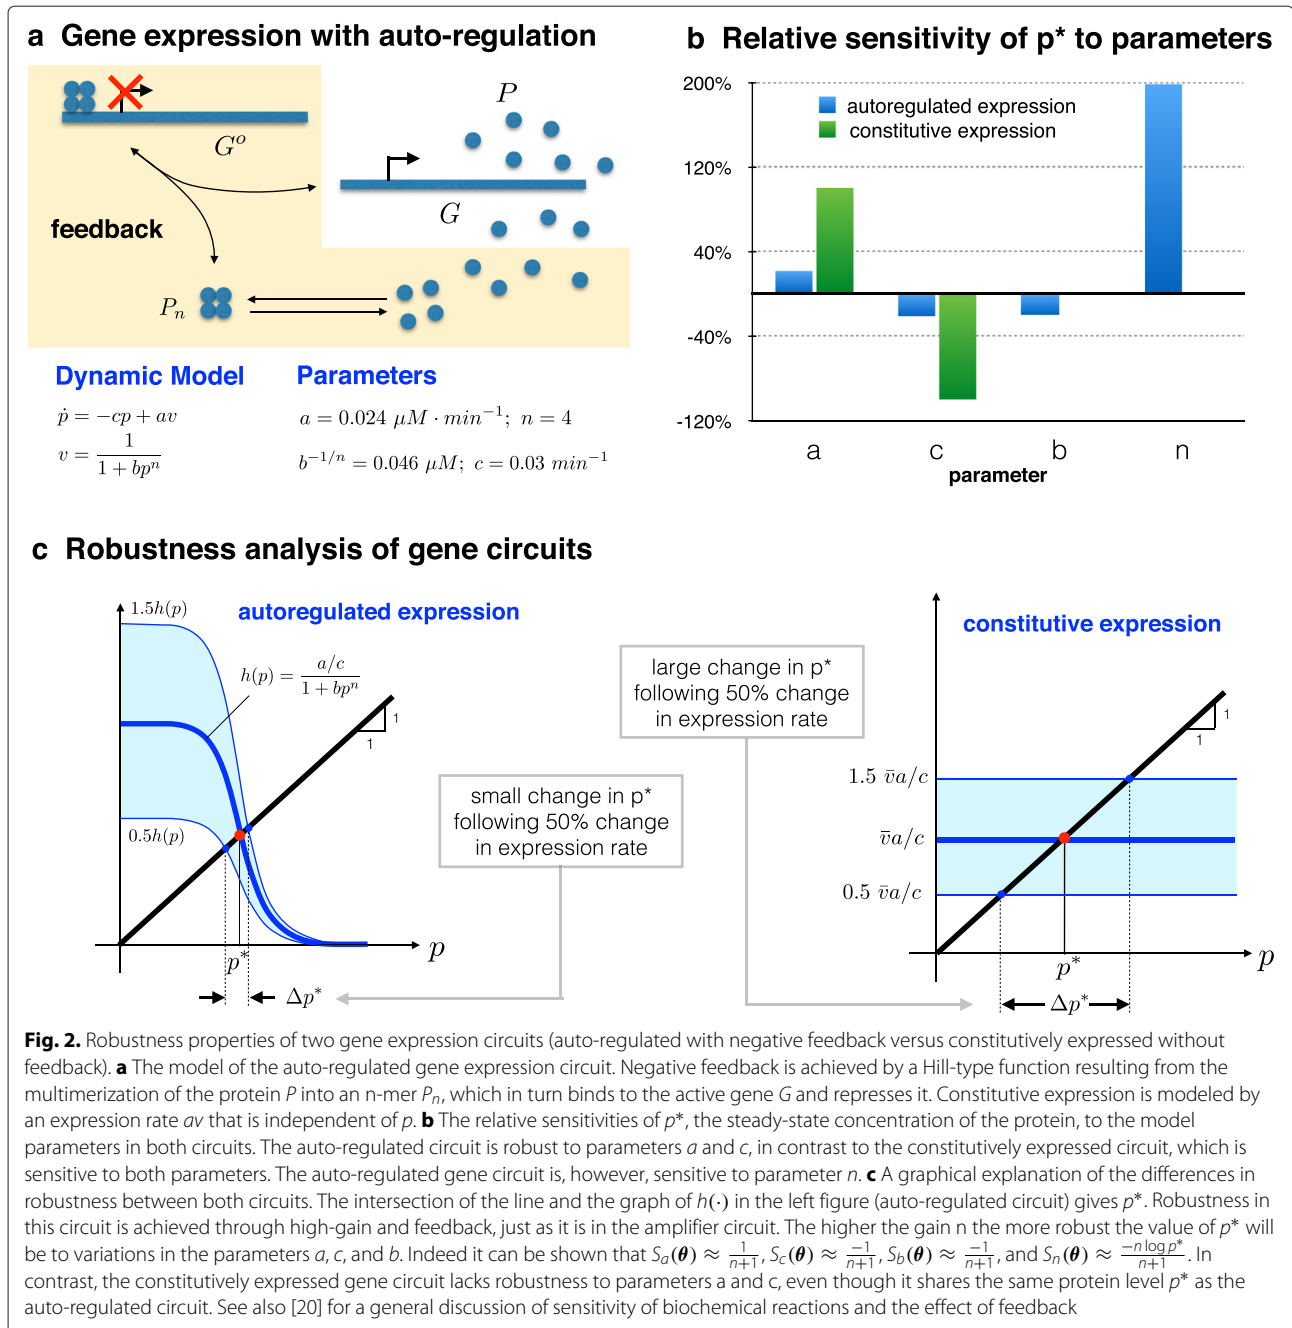 a Gene expression with auto-regulation
G^o
P
G
feedback
P_n
Dynamic Model
ṗ = −cp + av
v = 1 / (1 + bp^n)
Parameters
a = 0.024 μM · min^−1; n = 4
b^−1/n = 0.046 μM; c = 0.03 min^−1
b Relative sensitivity of p* to parameters
200%
120%
40%
-40%
-120%
autoregulated expression
constitutive expression
a c b n
parameter
c Robustness analysis of gene circuits
autoregulated expression
1.5h(p)
h(p) = (a/c) / (1 + bp^n)
0.5h(p)
1
1
p*
p
Δp*
small change in p*
following 50% change
in expression rate
large change in p*
following 50% change
in expression rate
constitutive expression
1
1
1.5 v̄a/c
v̄a/c
0.5 v̄a/c
p*
p
Δp*
Fig. 2. Robustness properties of two gene expression circuits (auto-regulated with negative feedback versus constitutively expressed without
feedback). a The model of the auto-regulated gene expression circuit. Negative feedback is achieved by a Hill-type function resulting from the
multimerization of the protein P into an n-mer P_n, which in turn binds to the active gene G and represses it. Constitutive expression is modeled by
an expression rate av that is independent of p. b The relative sensitivities of p*, the steady-state concentration of the protein, to the model
parameters in both circuits. The auto-regulated circuit is robust to parameters a and c, in contrast to the constitutively expressed circuit, which is
sensitive to both parameters. The auto-regulated gene circuit is, however, sensitive to parameter n. c A graphical explanation of the differences in
robustness between both circuits. The intersection of the line and the graph of h(·) in the left figure (auto-regulated circuit) gives p*. Robustness in
this circuit is achieved through high-gain and feedback, just as it is in the amplifier circuit. The higher the gain n the more robust the value of p* will
be to variations in the parameters a, c, and b. Indeed it can be shown that S_a(θ) ≈ 1/(n+1), S_c(θ) ≈ −1/(n+1), S_b(θ) ≈ −1/(n+1), and S_n(θ) ≈ (−n log p*)/(n+1). In
contrast, the constitutively expressed gene circuit lacks robustness to parameters a and c, even though it shares the same protein level p* as the
auto-regulated circuit. See also [20] for a general discussion of sensitivity of biochemical reactions and the effect of feedback